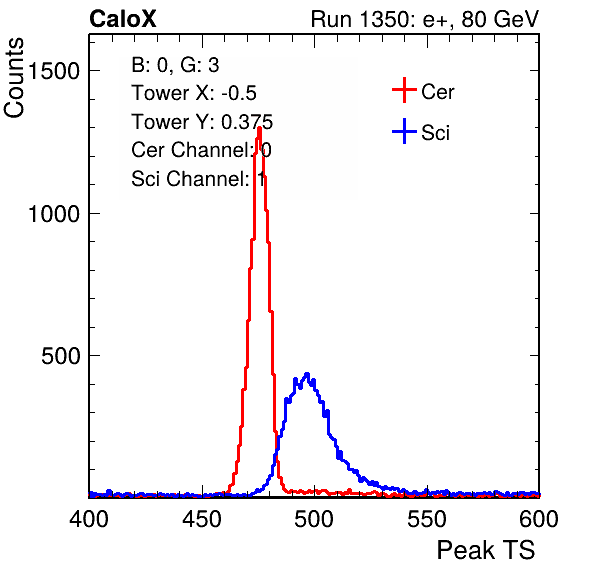 CaloX Run 1350: e+, 80 GeV
Counts
1500
1000
500
B: 0, G: 3
Tower X: -0.5
Tower Y: 0.375
Cer Channel: 0
Sci Channel: 1
Cer
Sci
400 450 500 550 600
Peak TS